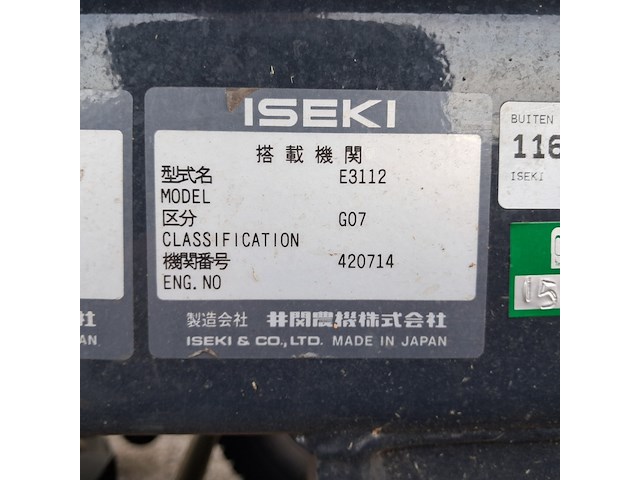 ISEKI
搭載機関
型式名 E3112
MODEL
区分 G07
CLASSIFICATION
機関番号 420714
ENG.NO
製造会社 井関農機株式会社
ISEKI & CO., LTD. MADE IN JAPAN
社
AN
BUITEN
116
ISEKI
15